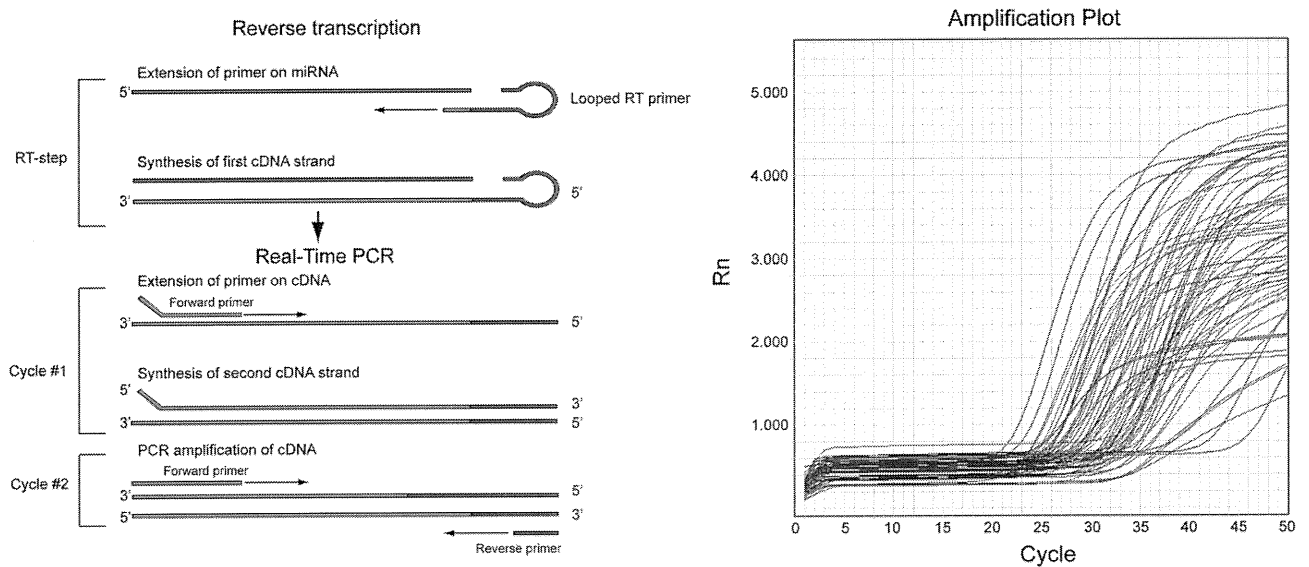 Reverse transcription
Extension of primer on miRNA
5'
Looped RT primer
RT-step
Synthesis of first cDNA strand
5'
3'
Real-Time PCR
Extension of primer on cDNA
Forward primer
3'
5'
Cycle #1
Synthesis of second cDNA strand
5'
3'
3'
5'
PCR amplification of cDNA
Forward primer
Cycle #2
3'
5'
5'
3'
Reverse primer
Amplification Plot
5.000
4.000
3.000
2.000
1.000
Rn
0 5 10 15 20 25 30 35 40 45 50
Cycle